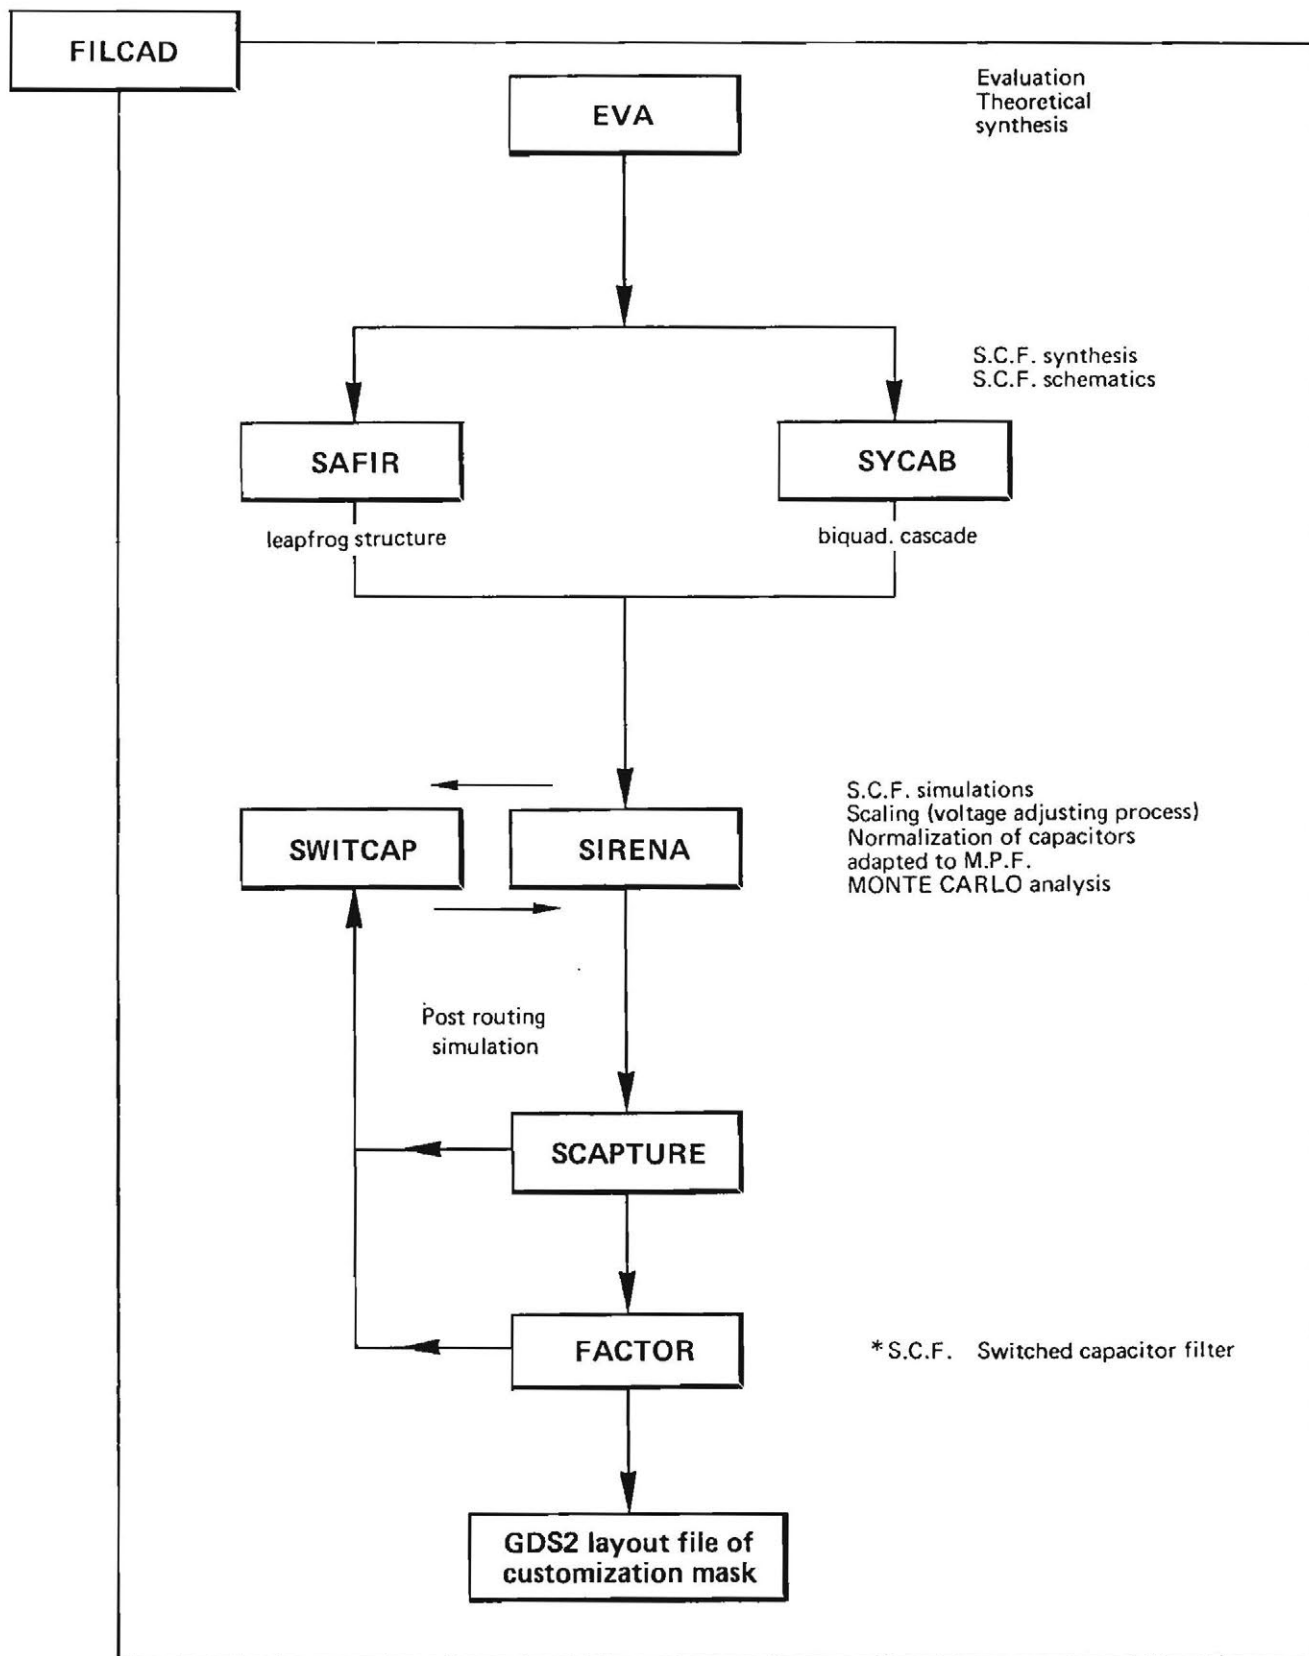 FILCAD
EVA
Evaluation
Theoretical
synthesis
S.C.F. synthesis
S.C.F. schematics
SAFIR
SYCAB
leapfrog structure
biquad. cascade
SWITCAP
SIRENA
S.C.F. simulations
Scaling (voltage adjusting process)
Normalization of capacitors
adapted to M.P.F.
MONTE CARLO analysis
Post routing
simulation
SCAPTURE
FACTOR
*S.C.F. Switched capacitor filter
GDS2 layout file of
customization mask